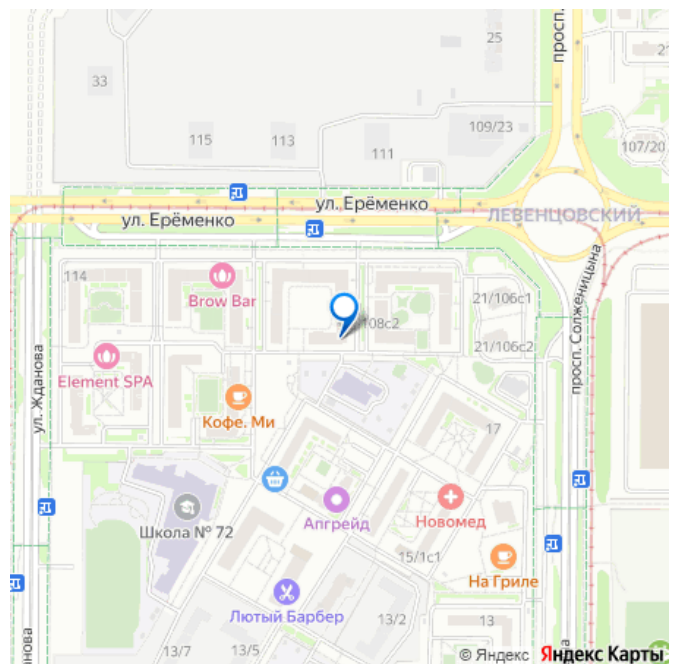 просп.
25
33
115
113
111
109/23
107/20
ул. Ерёменко
ул. Ерёменко
ЛЕВЕНЦОВСКИЙ
114
Brow Bar
108с2
21/106с1
21/106с2
просп. Солженицына
ул. Жданова
Element SPA
Кофе. Ми
17
Школа № 72
Апгрейд
Новомед
15/1с1
На Гриле
Лютый Барбер
13/2
13
13/7
13/5
© Яндекс Яндекс Карты